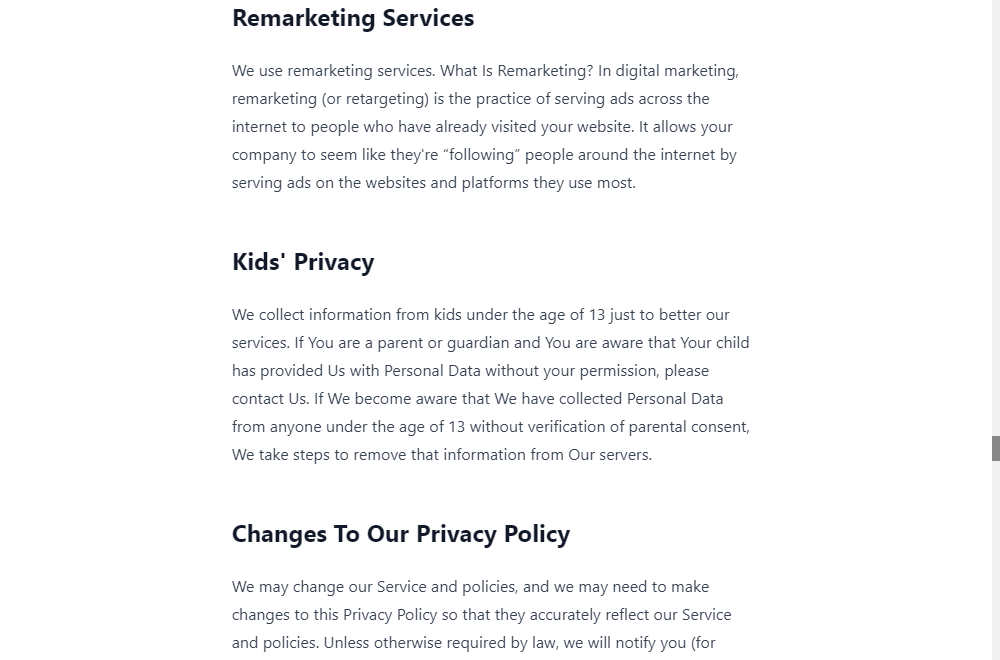 Remarketing Services
We use remarketing services. What Is Remarketing? In digital marketing,
remarketing (or retargeting) is the practice of serving ads across the
internet to people who have already visited your website. It allows your
company to seem like they're “following” people around the internet by
serving ads on the websites and platforms they use most.
Kids' Privacy
We collect information from kids under the age of 13 just to better our
services. If You are a parent or guardian and You are aware that Your child
has provided Us with Personal Data without your permission, please
contact Us. If We become aware that We have collected Personal Data
from anyone under the age of 13 without verification of parental consent,
We take steps to remove that information from Our servers.
Changes To Our Privacy Policy
We may change our Service and policies, and we may need to make
changes to this Privacy Policy so that they accurately reflect our Service
and policies. Unless otherwise required by law, we will notify you (for